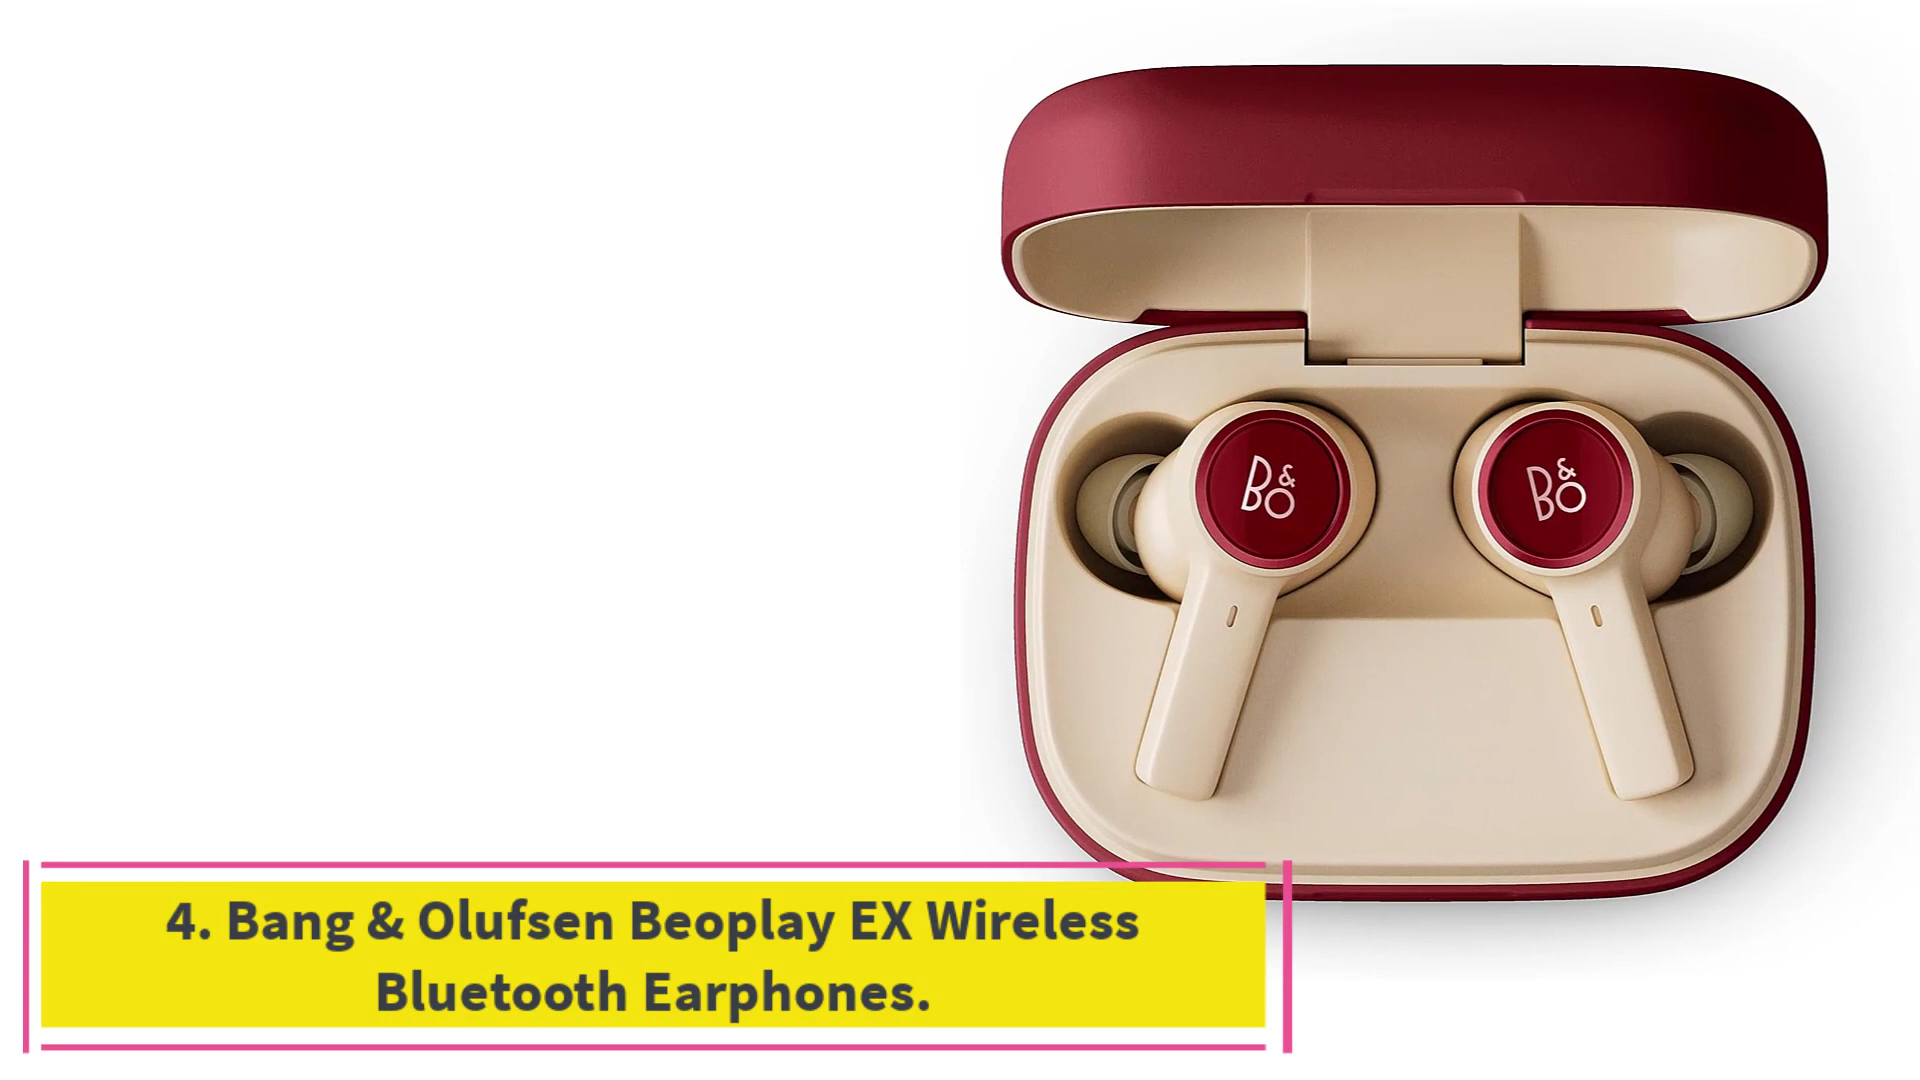 B&O
B&O
4. Bang & Olufsen Beoplay EX Wireless
Bluetooth Earphones.